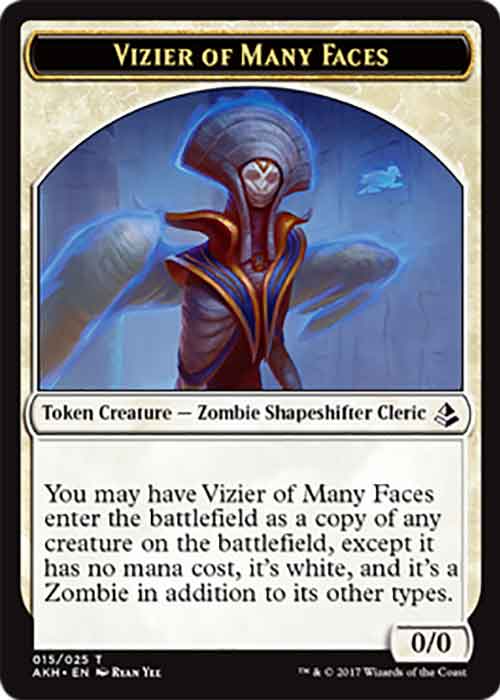 Vizier of Many Faces
Token Creature — Zombie Shapeshifter Cleric
You may have Vizier of Many Faces
enter the battlefield as a copy of any
creature on the battlefield, except it
has no mana cost, it's white, and it's a
Zombie in addition to its other types.
0/0
015/025 T
AKH • EN Ryan Yee
™ & © 2017 Wizards of the Coast